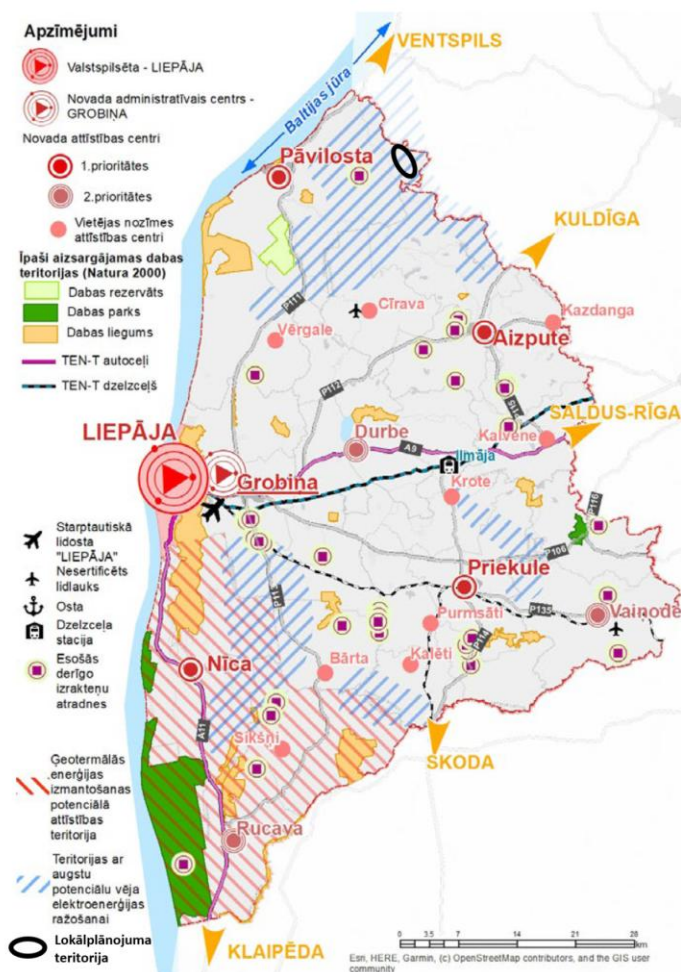 Apzīmējumi
Valstspilsēta - LIEPĀJA
Novada administratīvais centrs -
GROBIŅA
Novada attīstības centri
1.prioritātes
2.prioritātes
Vietējas nozīmes
attīstības centri
Īpaši aizsargājamas dabas
teritorijas (Natura 2000)
Dabas rezervāts
Dabas parks
Dabas liegums
TEN-T autoceļi
TEN-T dzelzceļš
Starptautiskā
lidosta
"LIEPĀJA"
Nesertificēts
lidlauks
Osta
Dzelzceļa
stacija
Esošās
derīgo
izrakteņu
atradnes
Ģeotermālās
enerģijas
izmantošanas
potenciālā
attīstības
teritorija
Teritorijas ar
augstu
potenciālu vēja
elektroenerģijas
ražošanai
Lokālplānojuma
teritorija
VENTSPILS
Baltijas jūra
Pāvilosta
KULDĪGA
P111
Cīrava
Kazdanga
Vērgale
Aizpute
P112
P115
SALDUS-RĪGA
LIEPĀJA
Durbe
Kalvene
A9
Ilmāja
Grobiņa
Krote
P116
P106
Priekule
P113
Purmsāti
P135
Vaiņode
P114
Nīca
Bārta
Kalēti
A11
Sikšņi
SKODA
Rucava
KLAIPĒDA
0 3.5 7 14 21 28
km
Esri, HERE, Garmin, (c) OpenStreetMap contributors, and the GIS user
community